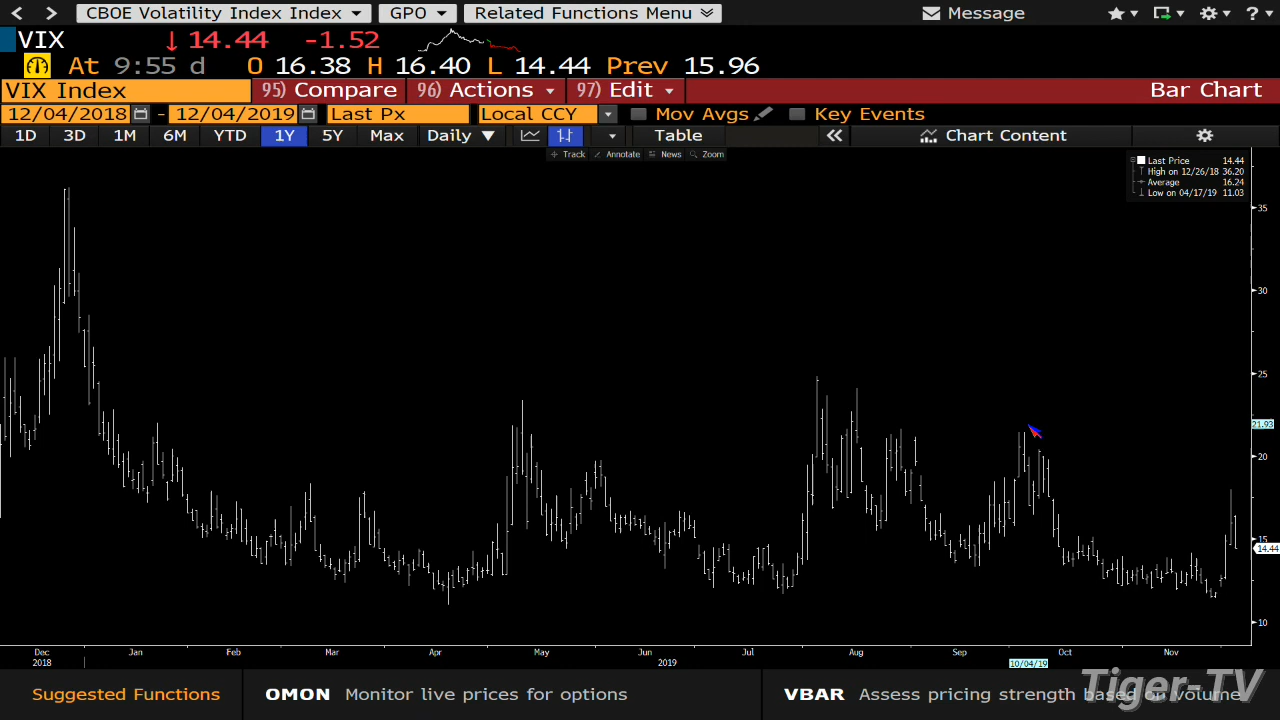 CBOE Volatility Index Index GPO Related Functions Menu Message ?
VIX ↓ 14.44 -1.52
At 9:55 d O 16.38 H 16.40 L 14.44 Prev 15.96
VIX Index 95) Compare 96) Actions 97) Edit Bar Chart
12/04/2018 - 12/04/2019 Last Px Local CCY Mov Avgs Key Events
1D 3D 1M 6M YTD 1Y 5Y Max Daily ▼ Table « Chart Content
Track Annotate News Zoom
Last Price 14.44
High on 12/26/18 36.20
Average 16.24
Low on 04/17/19 11.03
35
30
25
21.93
20
15
14.44
10
Dec Jan Feb Mar Apr May Jun Jul Aug Sep Oct Nov
2018 2019 10/04/19
Suggested Functions OMON Monitor live prices for options VBAR Assess pricing strength based on volume
Tiger-TV